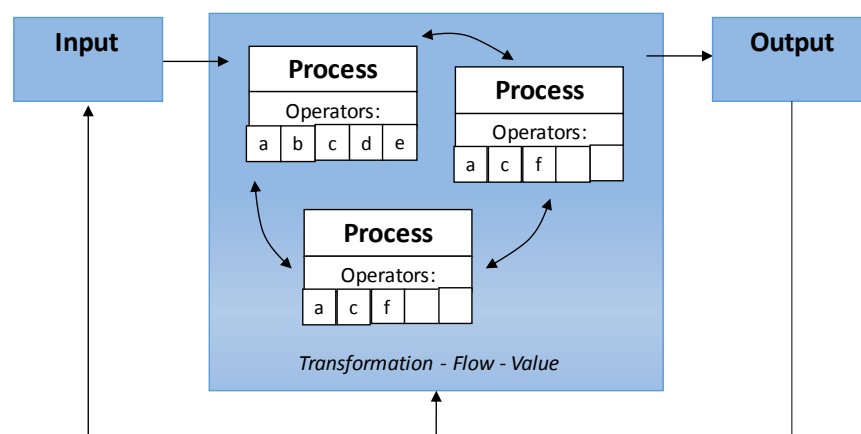 Input
Process
Operators:
a b c d e
Process
Operators:
a c f
Process
Operators:
a c f
Transformation - Flow - Value
Output